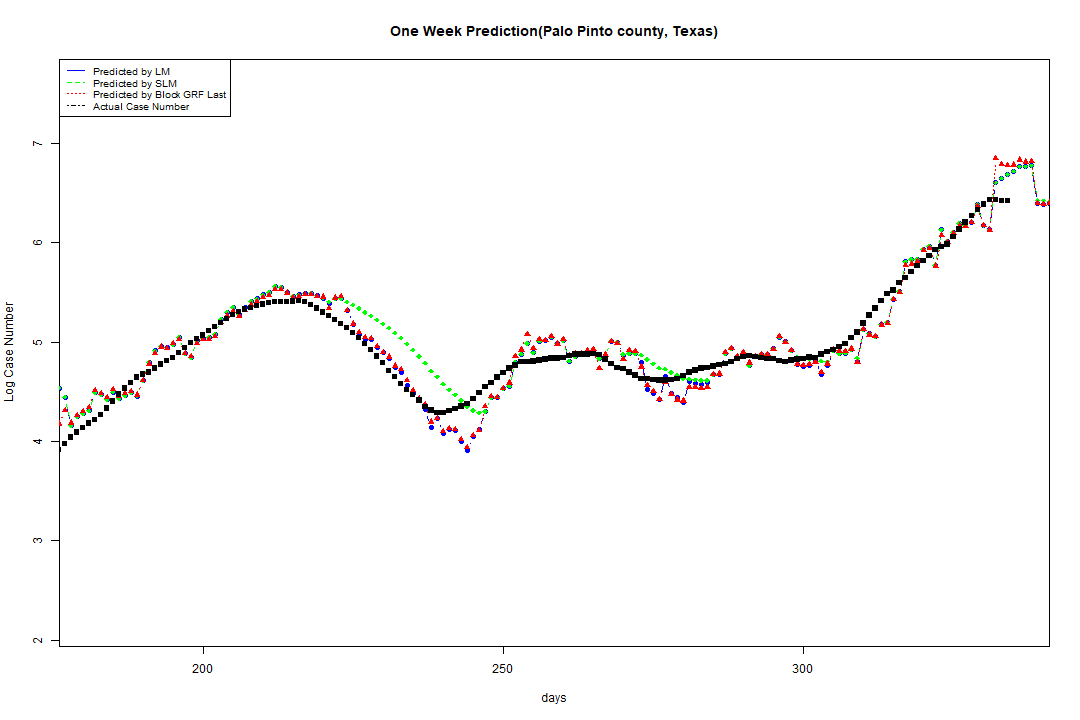 One Week Prediction(Palo Pinto county, Texas)
Predicted by LM
Predicted by SLM
Predicted by Block GRF Last
Actual Case Number
7
6
5
4
3
2
Log Case Number
200
250
300
days